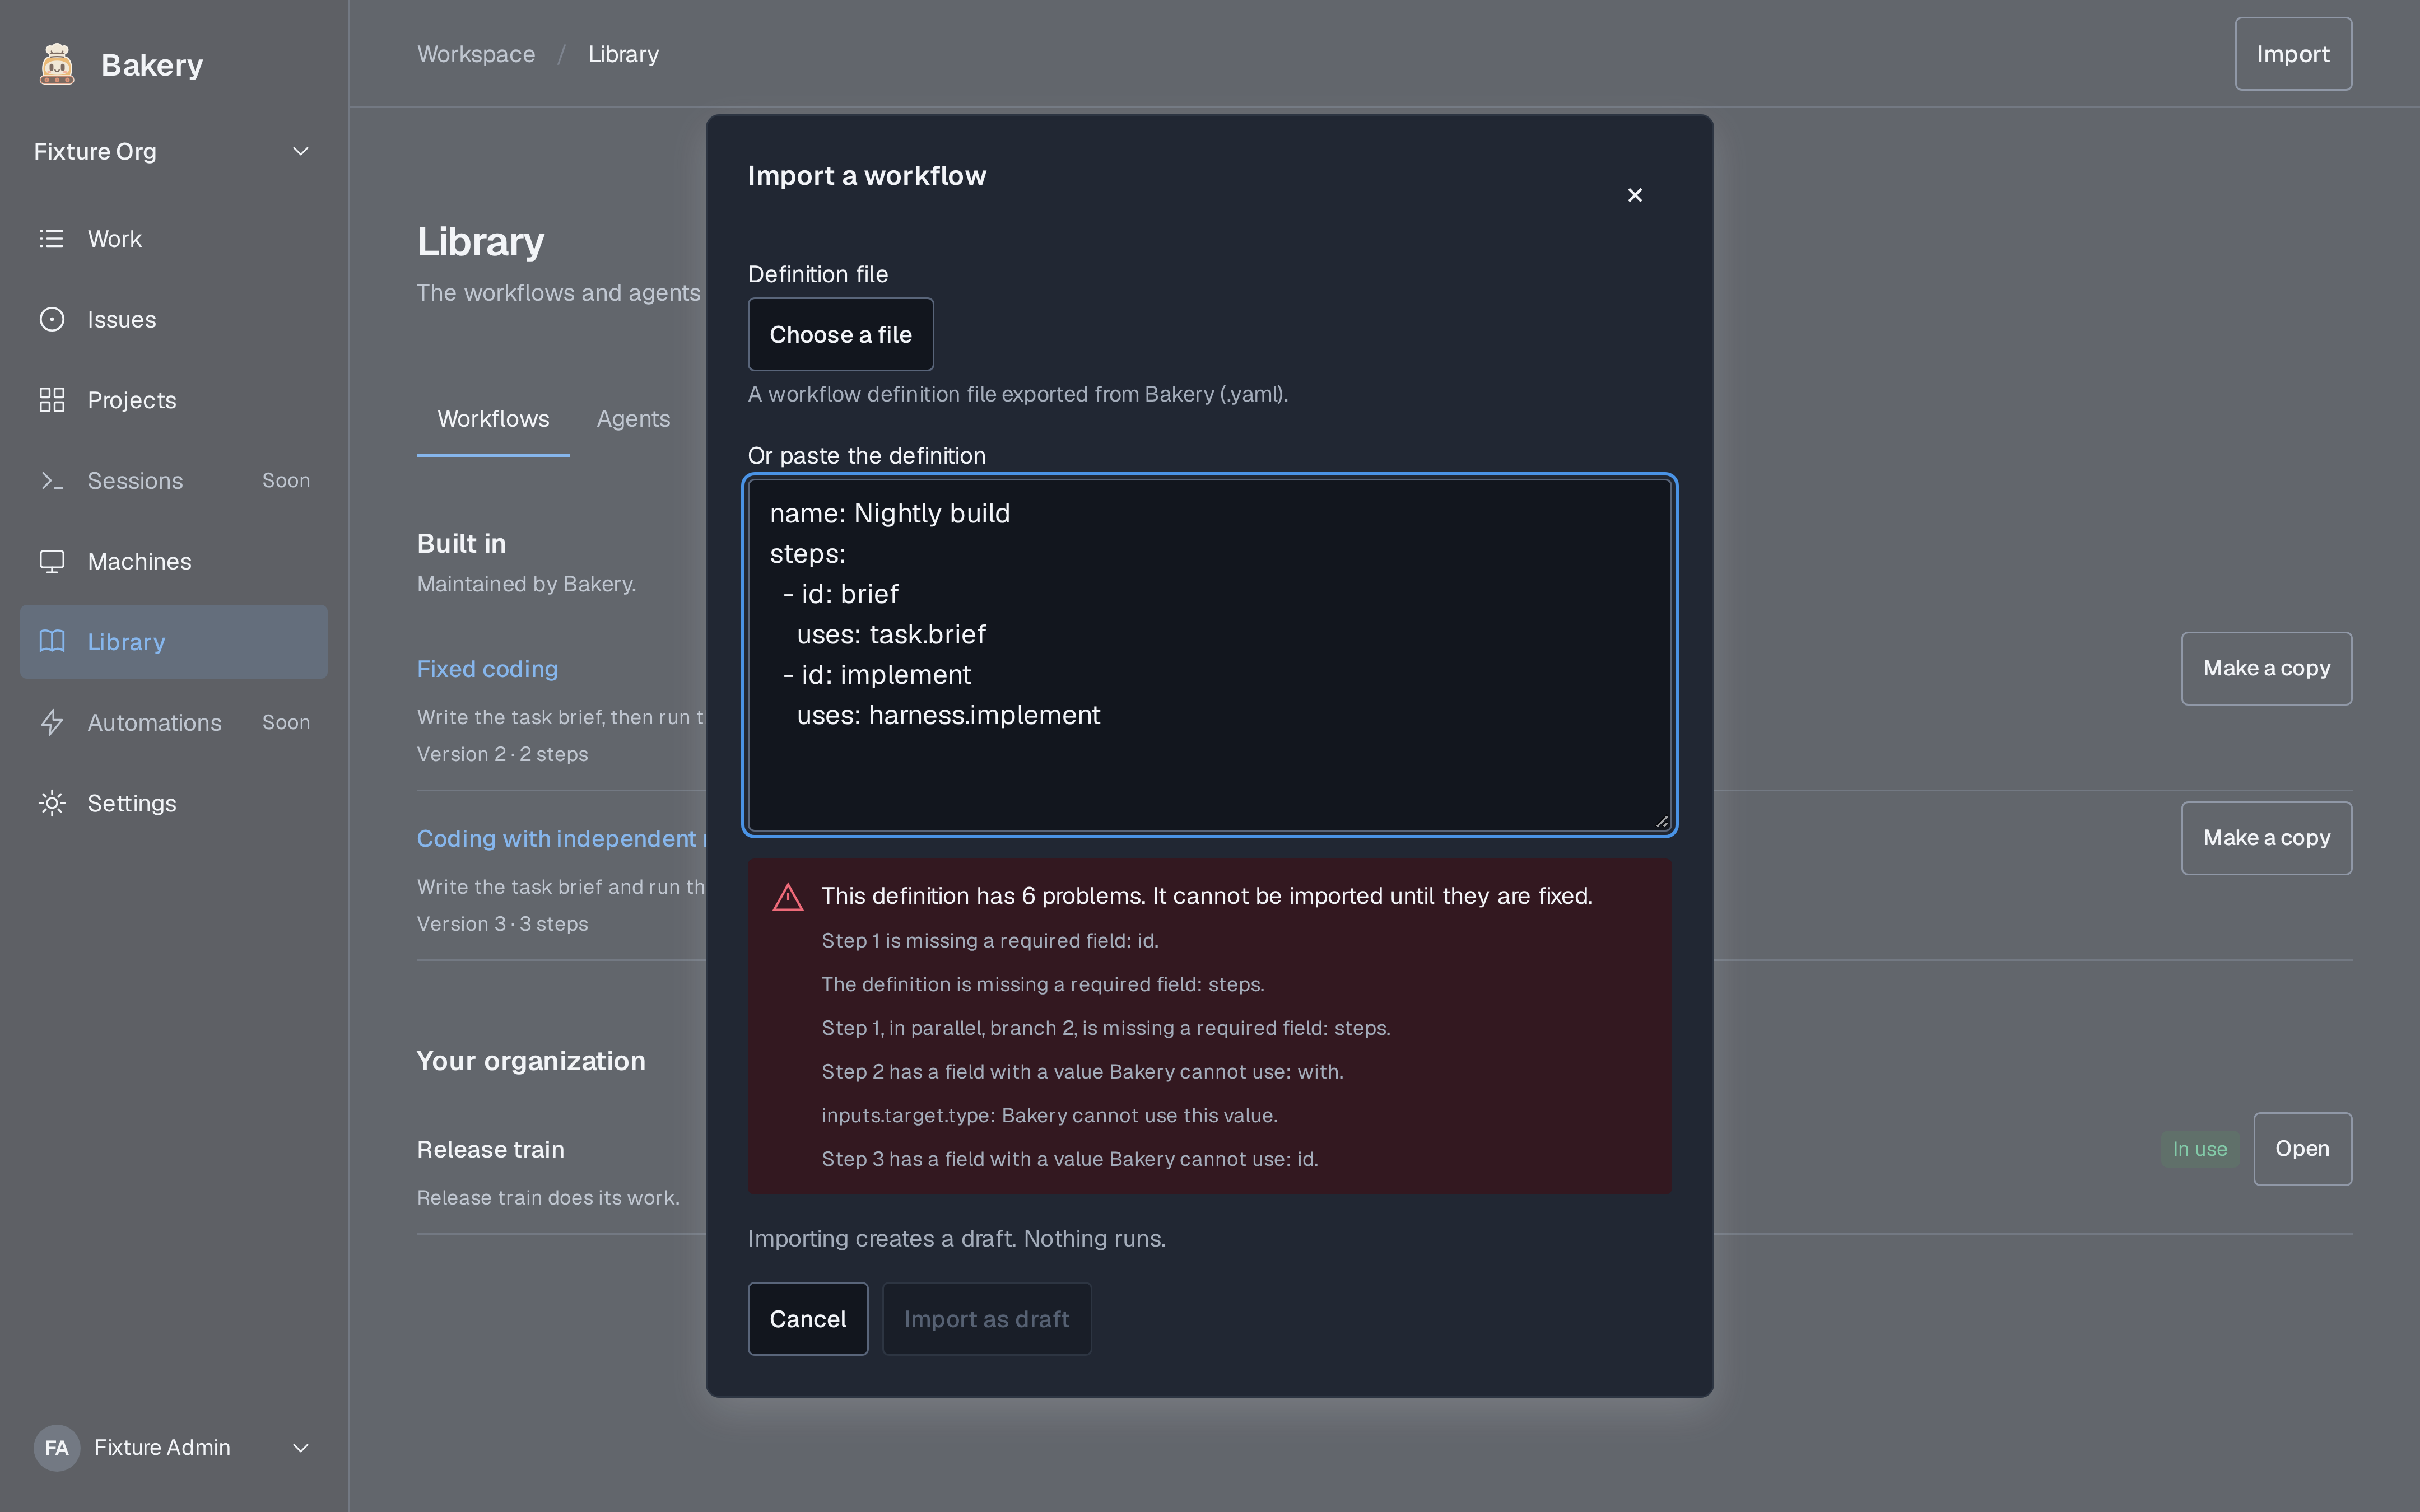 Bakery
Fixture Org
Work
Issues
Projects
Sessions Soon
Machines
Library
Automations Soon
Settings
FA Fixture Admin
Workspace / Library
Import
Library
The workflows and agents
Workflows Agents
Built in
Maintained by Bakery.
Fixed coding
Write the task brief, then run t
Version 2 · 2 steps
Make a copy
Coding with independent
Write the task brief and run th
Version 3 · 3 steps
Make a copy
Your organization
Release train
Release train does its work.
In use
Open
Import a workflow
Definition file
Choose a file
A workflow definition file exported from Bakery (.yaml).
Or paste the definition
name: Nightly build
steps:
  - id: brief
    uses: task.brief
  - id: implement
    uses: harness.implement
This definition has 6 problems. It cannot be imported until they are fixed.
Step 1 is missing a required field: id.
The definition is missing a required field: steps.
Step 1, in parallel, branch 2, is missing a required field: steps.
Step 2 has a field with a value Bakery cannot use: with.
inputs.target.type: Bakery cannot use this value.
Step 3 has a field with a value Bakery cannot use: id.
Importing creates a draft. Nothing runs.
Cancel
Import as draft